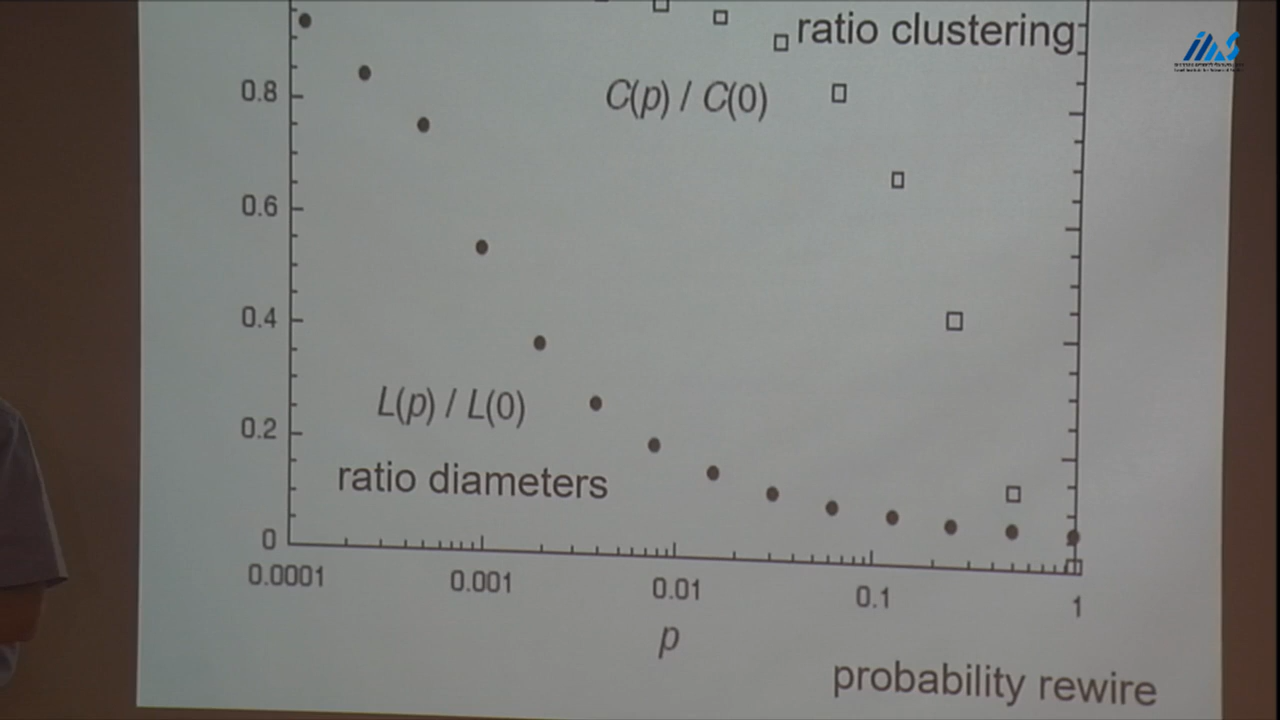 ratio clustering
0.8
C(p) / C(0)
0.6
0.4
L(p) / L(0)
0.2
ratio diameters
0
0.0001 0.001 0.01 0.1 1
p
probability rewire